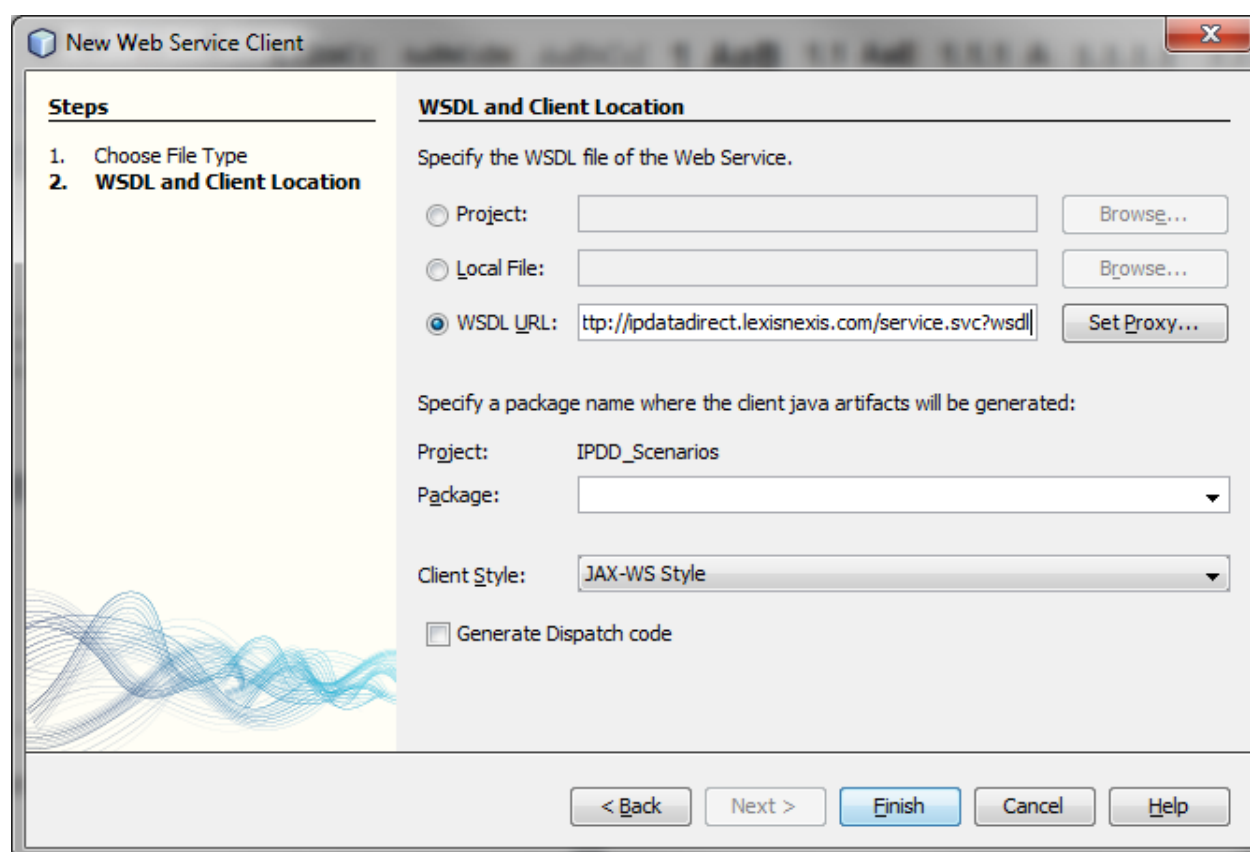 New Web Service Client
Steps
1. Choose File Type
2. WSDL and Client Location
WSDL and Client Location
Specify the WSDL file of the Web Service.
Project:
Browse...
Local File:
Browse...
WSDL URL:
ttp://ipdatadirect.lexisnexis.com/service.svc?wsdl
Set Proxy...
Specify a package name where the client java artifacts will be generated:
Project: IPDD_Scenarios
Package:
Client Style: JAX-WS Style
Generate Dispatch code
< Back Next > Finish Cancel Help